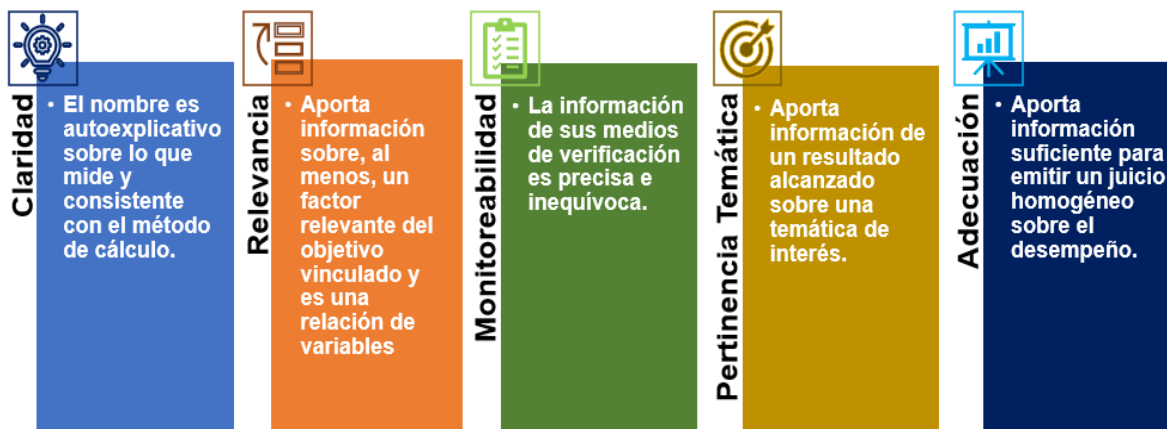 Claridad
• El nombre es
autoexplicativo
sobre lo que
mide y
consistente
con el método
de cálculo.
Relevancia
• Aporta
información
sobre, al
menos, un
factor
relevante del
objetivo
vinculado y
es una
relación de
variables
Monitoreabilidad
• La información
de sus medios
de verificación
es precisa e
inequívoca.
Pertinencia Temática
• Aporta
información de
un resultado
alcanzado
sobre una
temática de
interés.
Adecuación
• Aporta
información
suficiente para
emitir un juicio
homogéneo
sobre el
desempeño.